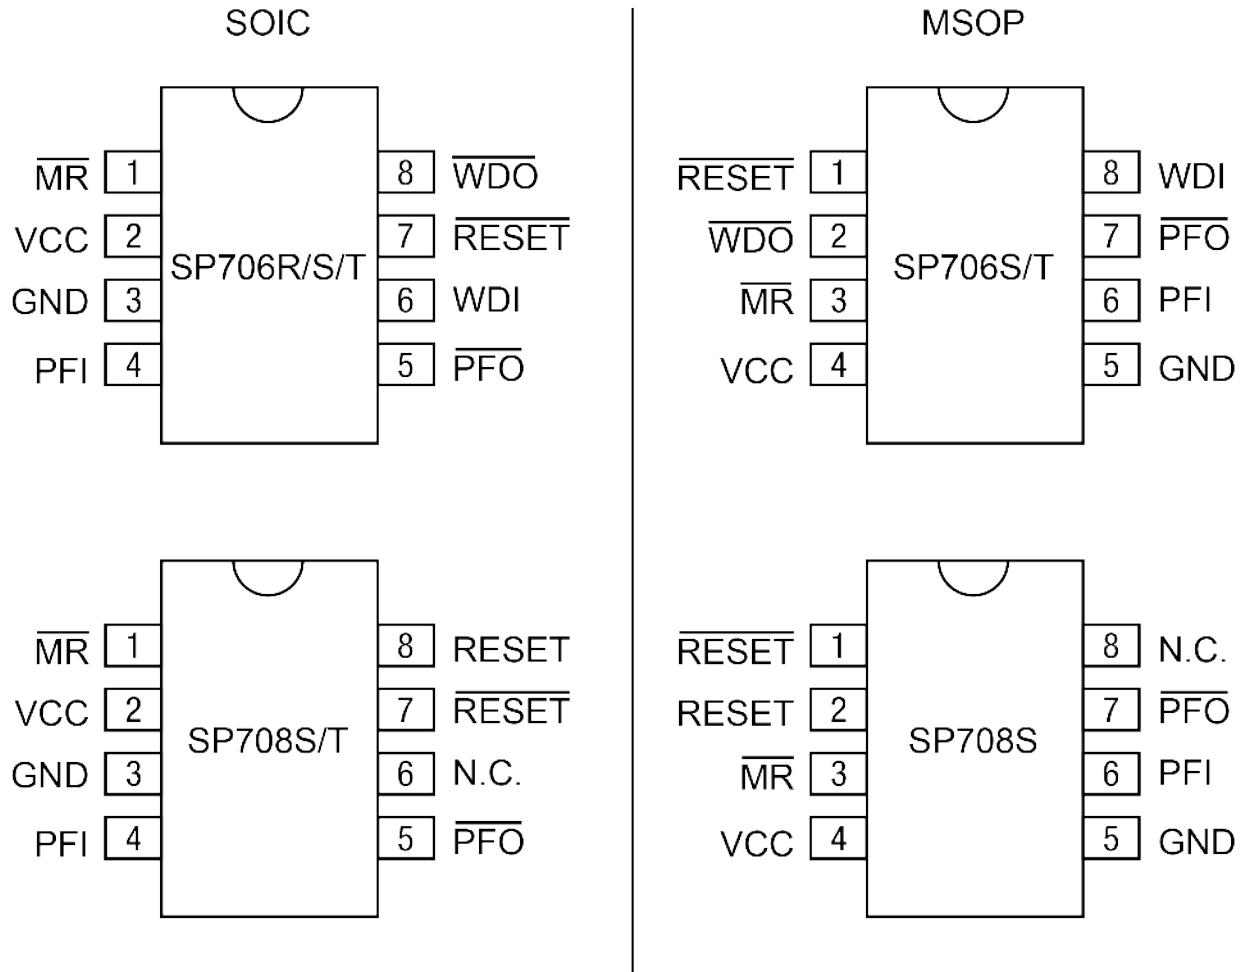 SOIC
MR 1 8 WDO
VCC 2 7 RESET
SP706R/S/T
GND 3 6 WDI
PFI 4 5 PFO
MSOP
RESET 1 8 WDI
WDO 2 7 PFO
SP706S/T
MR 3 6 PFI
VCC 4 5 GND
MR 1 8 RESET
VCC 2 7 RESET
SP708S/T
GND 3 6 N.C.
PFI 4 5 PFO
RESET 1 8 N.C.
RESET 2 7 PFO
SP708S
MR 3 6 PFI
VCC 4 5 GND